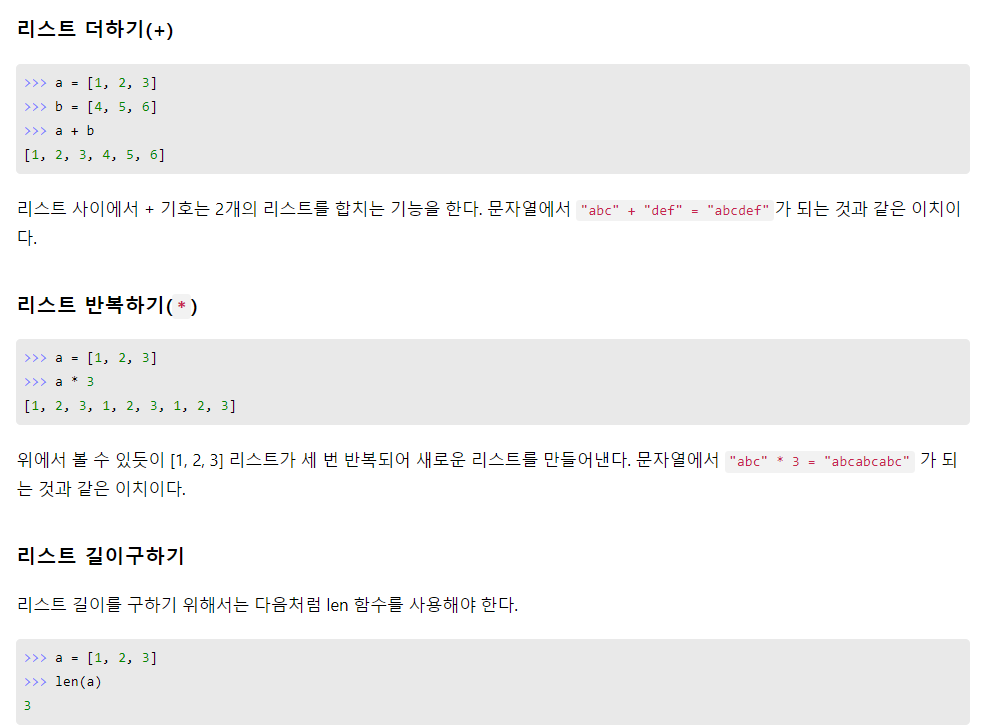 리스트 더하기(+)
>>> a = [1, 2, 3]
>>> b = [4, 5, 6]
>>> a + b
[1, 2, 3, 4, 5, 6]
리스트 사이에서 + 기호는 2개의 리스트를 합치는 기능을 한다. 문자열에서 "abc" + "def" = "abcdef"가 되는 것과 같은 이치이
다.
리스트 반복하기(*)
>>> a = [1, 2, 3]
>>> a * 3
[1, 2, 3, 1, 2, 3, 1, 2, 3]
위에서 볼 수 있듯이 [1, 2, 3] 리스트가 세 번 반복되어 새로운 리스트를 만들어낸다. 문자열에서 "abc" * 3 = "abcabcabc" 가 되
는 것과 같은 이치이다.
리스트 길이구하기
리스트 길이를 구하기 위해서는 다음처럼 len 함수를 사용해야 한다.
>>> a = [1, 2, 3]
>>> len(a)
3